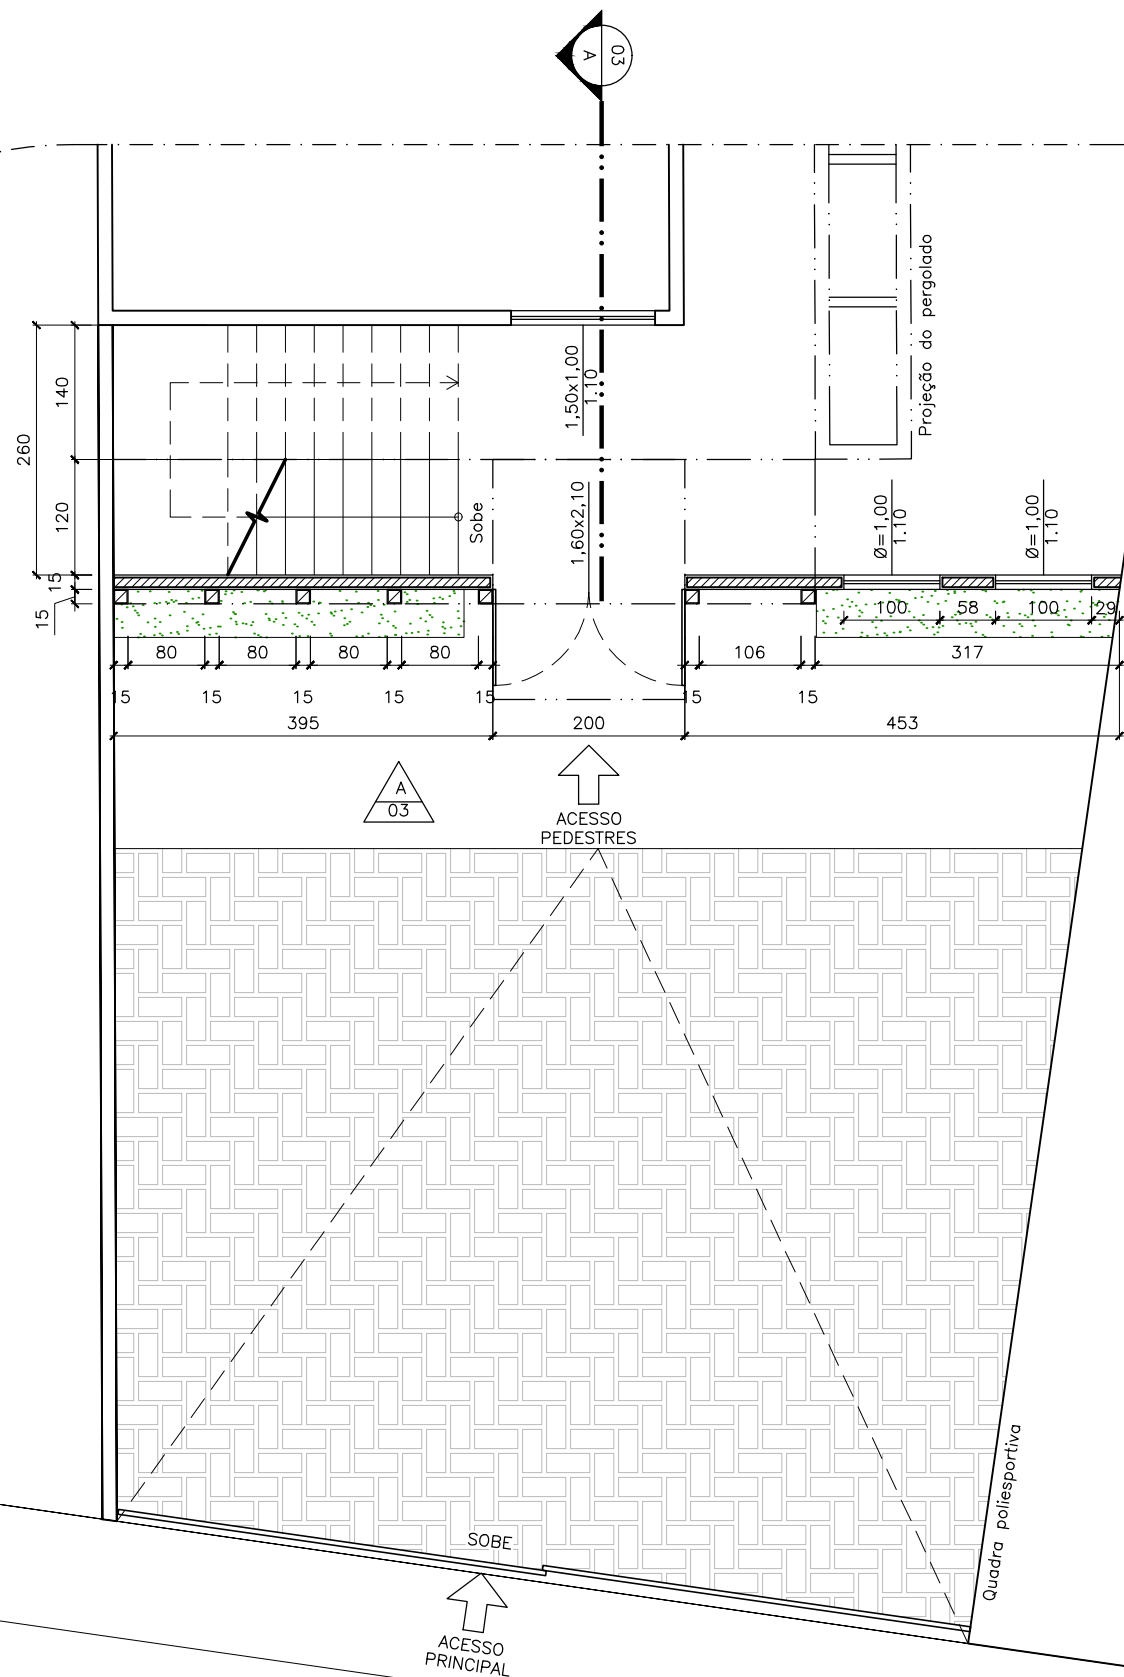 03
A
Projeção do pergolado
140
260
120
15
15
1,50x1,00
1.10
1,60x2,10
Sobe
Ø=1,00
1.10
Ø=1,00
1.10
100
58
100
29
80
80
80
80
106
317
15
15
15
15
15
15
15
395
200
453
A
03
ACESSO
PEDESTRES
SOBE
Quadra poliesportiva
ACESSO
PRINCIPAL